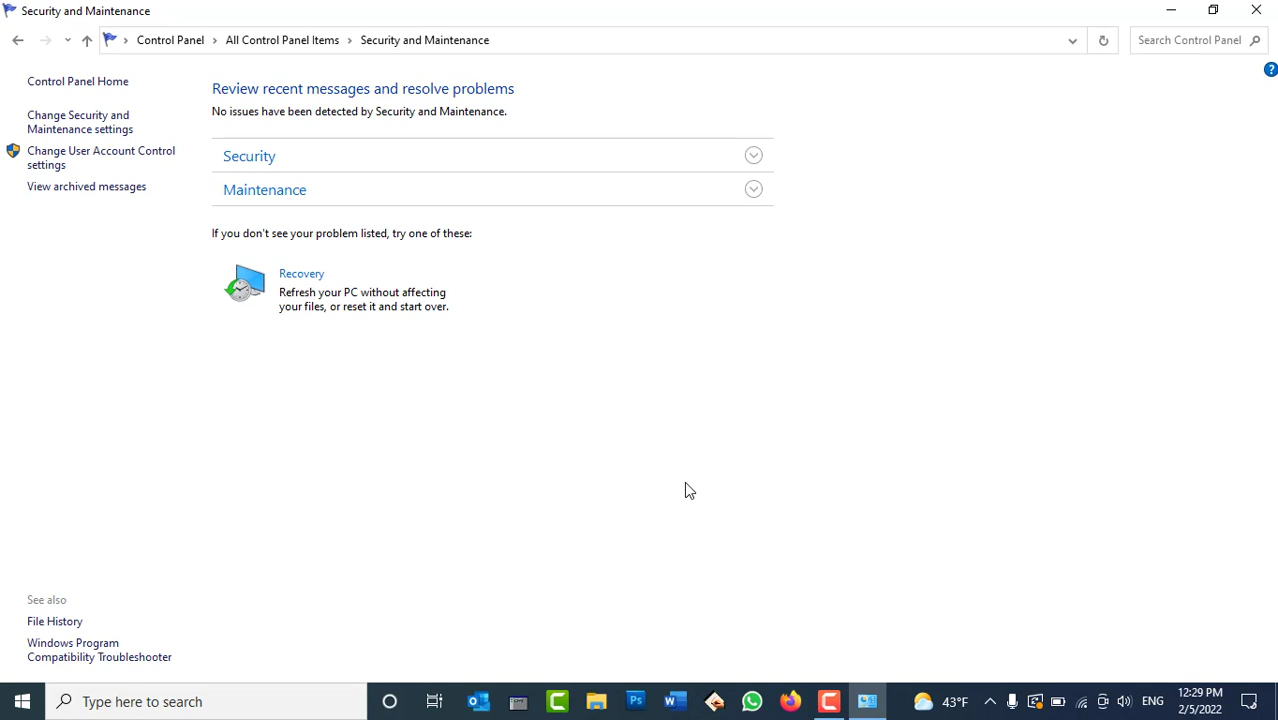 Security and Maintenance
Control Panel > All Control Panel Items > Security and Maintenance
Search Control Panel
?
Control Panel Home
Change Security and
Maintenance settings
Change User Account Control
settings
View archived messages
Review recent messages and resolve problems
No issues have been detected by Security and Maintenance.
Security
Maintenance
If you don't see your problem listed, try one of these:
Recovery
Refresh your PC without affecting
your files, or reset it and start over.
See also
File History
Windows Program
Compatibility Troubleshooter
Type here to search
Ps
43°F
ENG
12:29 PM
2/5/2022